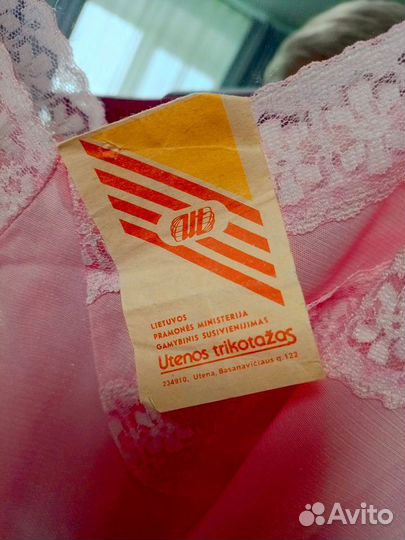 LIETUVOS
PRAMONĖS MINISTERIJA
GAMYBINIS SUSIVIENIJIMAS
Utenos trikotažas
234910, Utena, Basanavičiaus g. 122
Avito